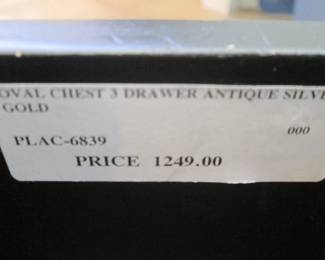 OVAL CHEST 3 DRAWER ANTIQUE SILVE
GOLD
000
PLAC-6839
PRICE 1249.00